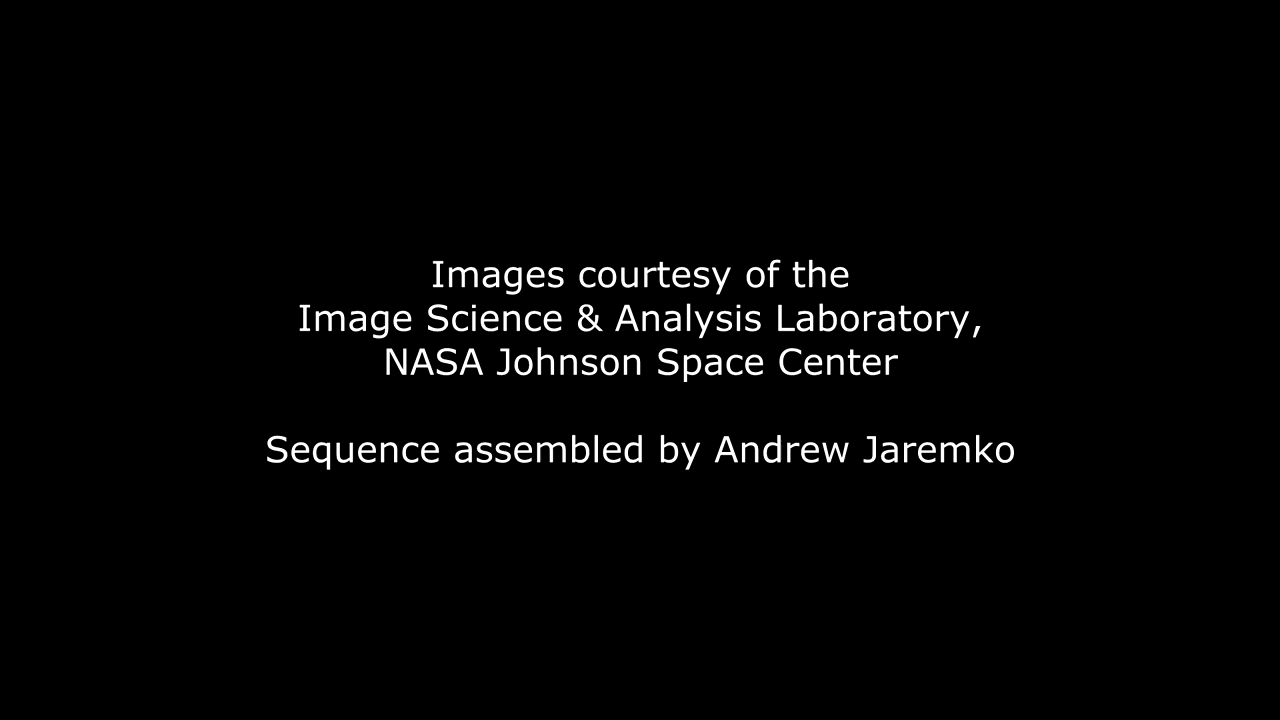 Images courtesy of the
Image Science & Analysis Laboratory,
NASA Johnson Space Center
Sequence assembled by Andrew Jaremko